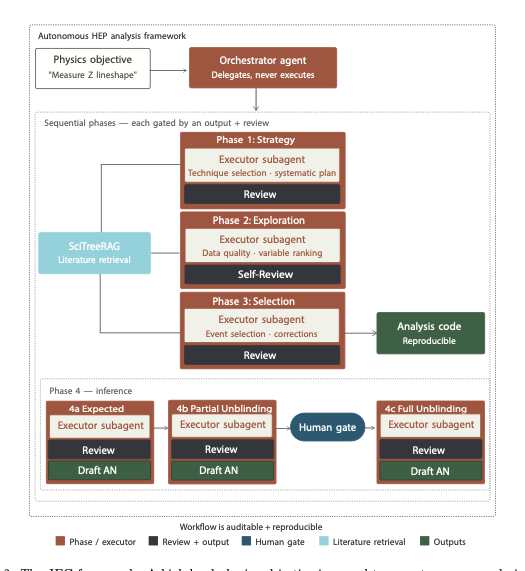 Autonomous HEP analysis framework
Physics objective
"Measure Z lineshape"
Orchestrator agent
Delegates, never executes
Sequential phases — each gated by an output + review
Phase 1: Strategy
Executor subagent
Technique selection · systematic plan
Review
Phase 2: Exploration
Executor subagent
Data quality · variable ranking
Self-Review
SciTreeRAG
Literature retrieval
Phase 3: Selection
Executor subagent
Event selection · corrections
Review
Analysis code
Reproducible
Phase 4 — inference
4a Expected
Executor subagent
Review
Draft AN
4b Partial Unblinding
Executor subagent
Review
Draft AN
Human gate
4c Full Unblinding
Executor subagent
Review
Draft AN
Workflow is auditable + reproducible
Phase / executor
Review + output
Human gate
Literature retrieval
Outputs